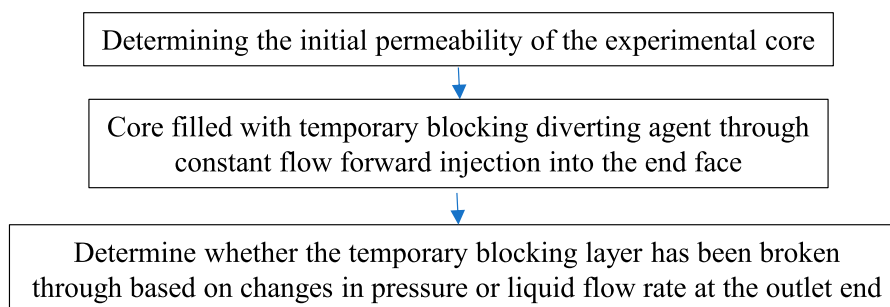 Determining the initial permeability of the experimental core
Core filled with temporary blocking diverting agent through
constant flow forward injection into the end face
Determine whether the temporary blocking layer has been broken
through based on changes in pressure or liquid flow rate at the outlet end